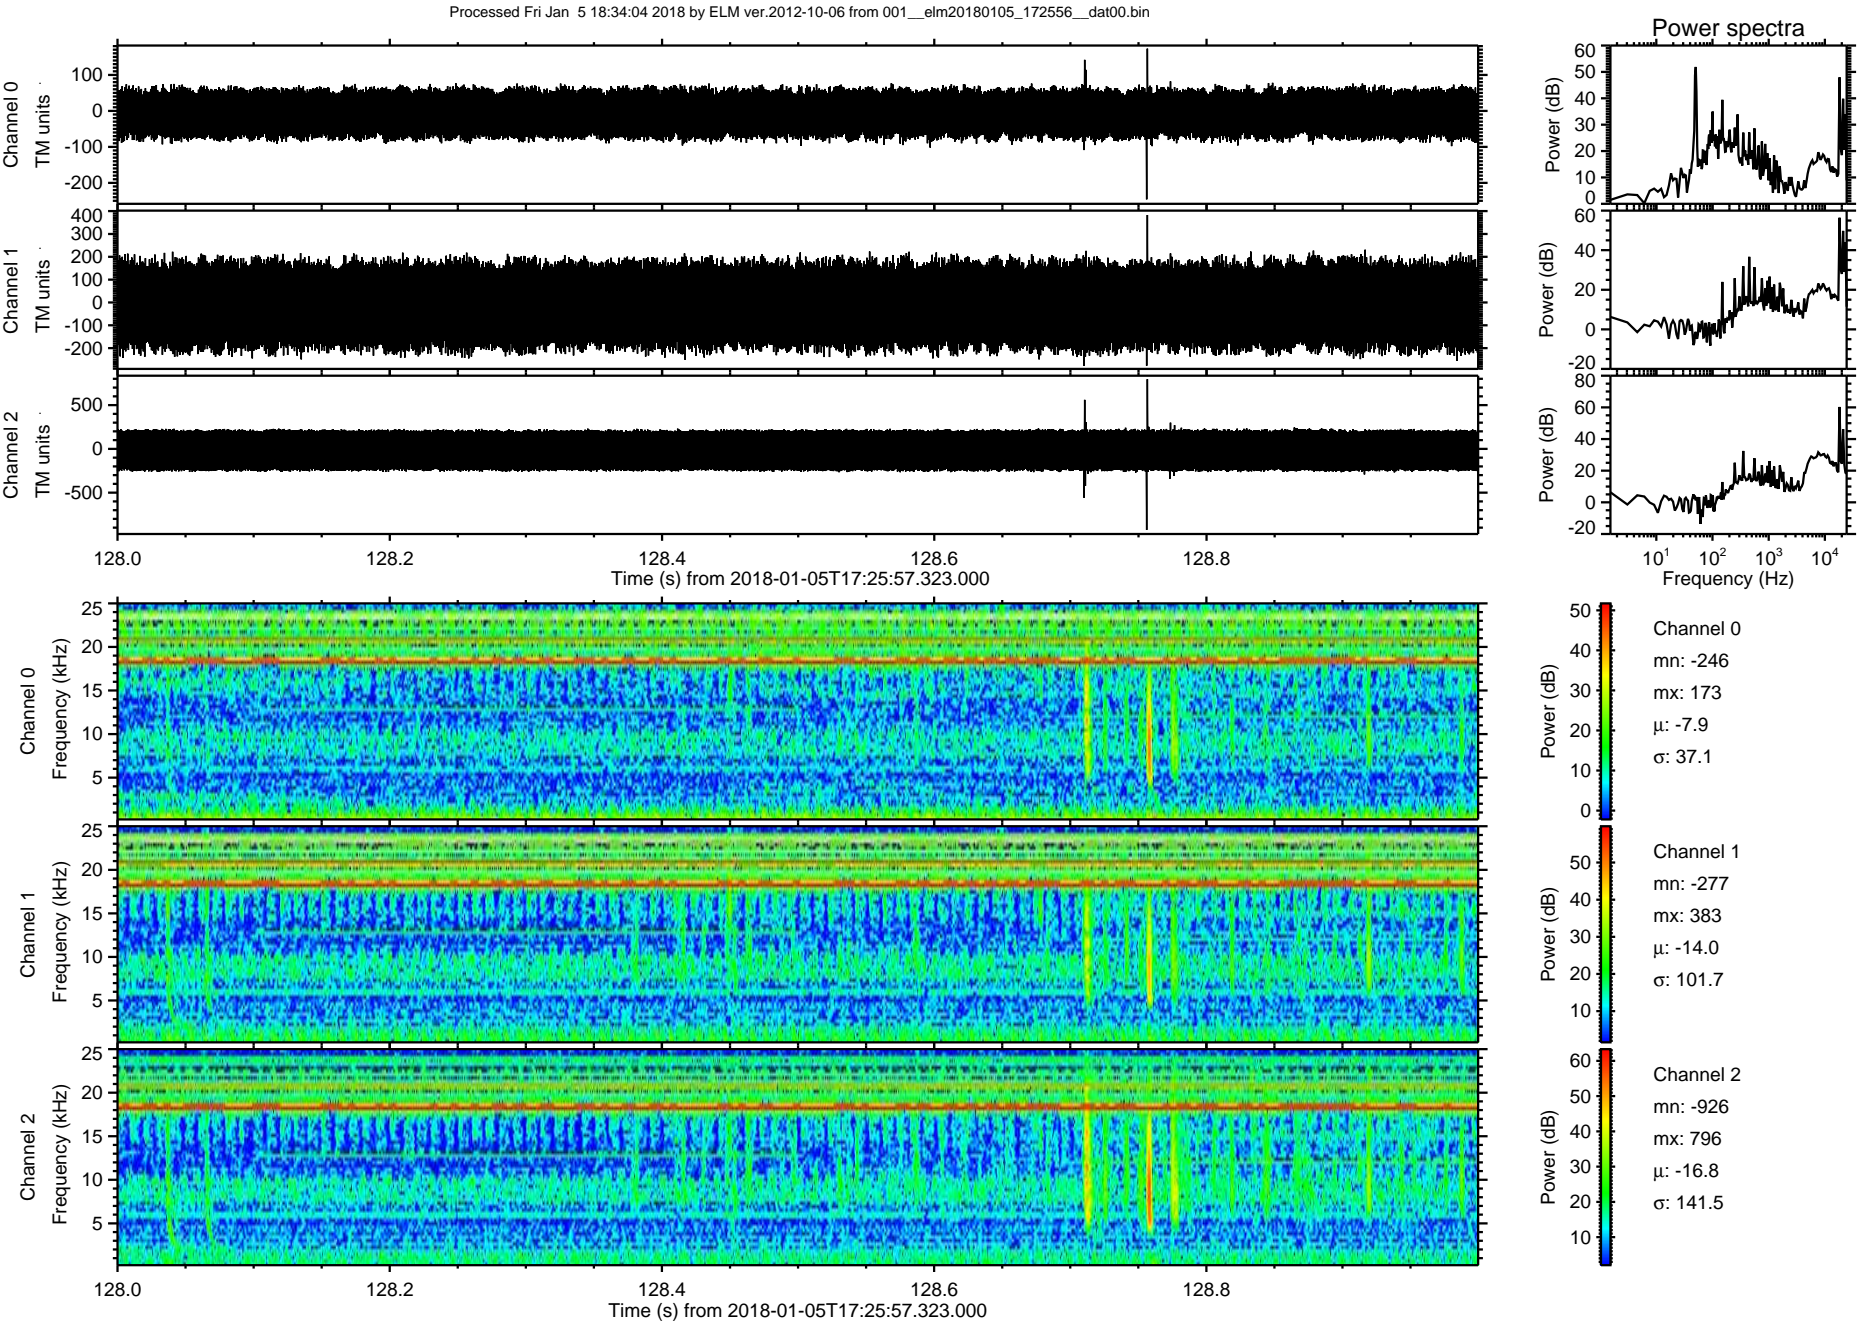 Processed Fri Jan  5 18:34:04 2018 by ELM ver.2012-10-06 from 001__elm20180105_172556__dat00.bin
Power spectra
Channel 0
TM units
100
0
-100
-200
Power (dB)
60
50
40
30
20
10
0
Channel 1
TM units
400
300
200
100
0
-100
-200
Power (dB)
60
40
20
0
-20
Channel 2
TM units
500
0
-500
Power (dB)
80
60
40
20
0
-20
128.0
128.2
128.4
128.6
128.8
Time (s) from 2018-01-05T17:25:57.323.000
10¹
10²
10³
10⁴
Frequency (Hz)
Channel 0
Frequency (kHz)
25
20
15
10
5
Power (dB)
50
40
30
20
10
0
Channel 0
mn: -246
mx: 173
µ: -7.9
σ: 37.1
Channel 1
Frequency (kHz)
25
20
15
10
5
Power (dB)
50
40
30
20
10
Channel 1
mn: -277
mx: 383
µ: -14.0
σ: 101.7
Channel 2
Frequency (kHz)
25
20
15
10
5
Power (dB)
60
50
40
30
20
10
Channel 2
mn: -926
mx: 796
µ: -16.8
σ: 141.5
128.0
128.2
128.4
128.6
128.8
Time (s) from 2018-01-05T17:25:57.323.000